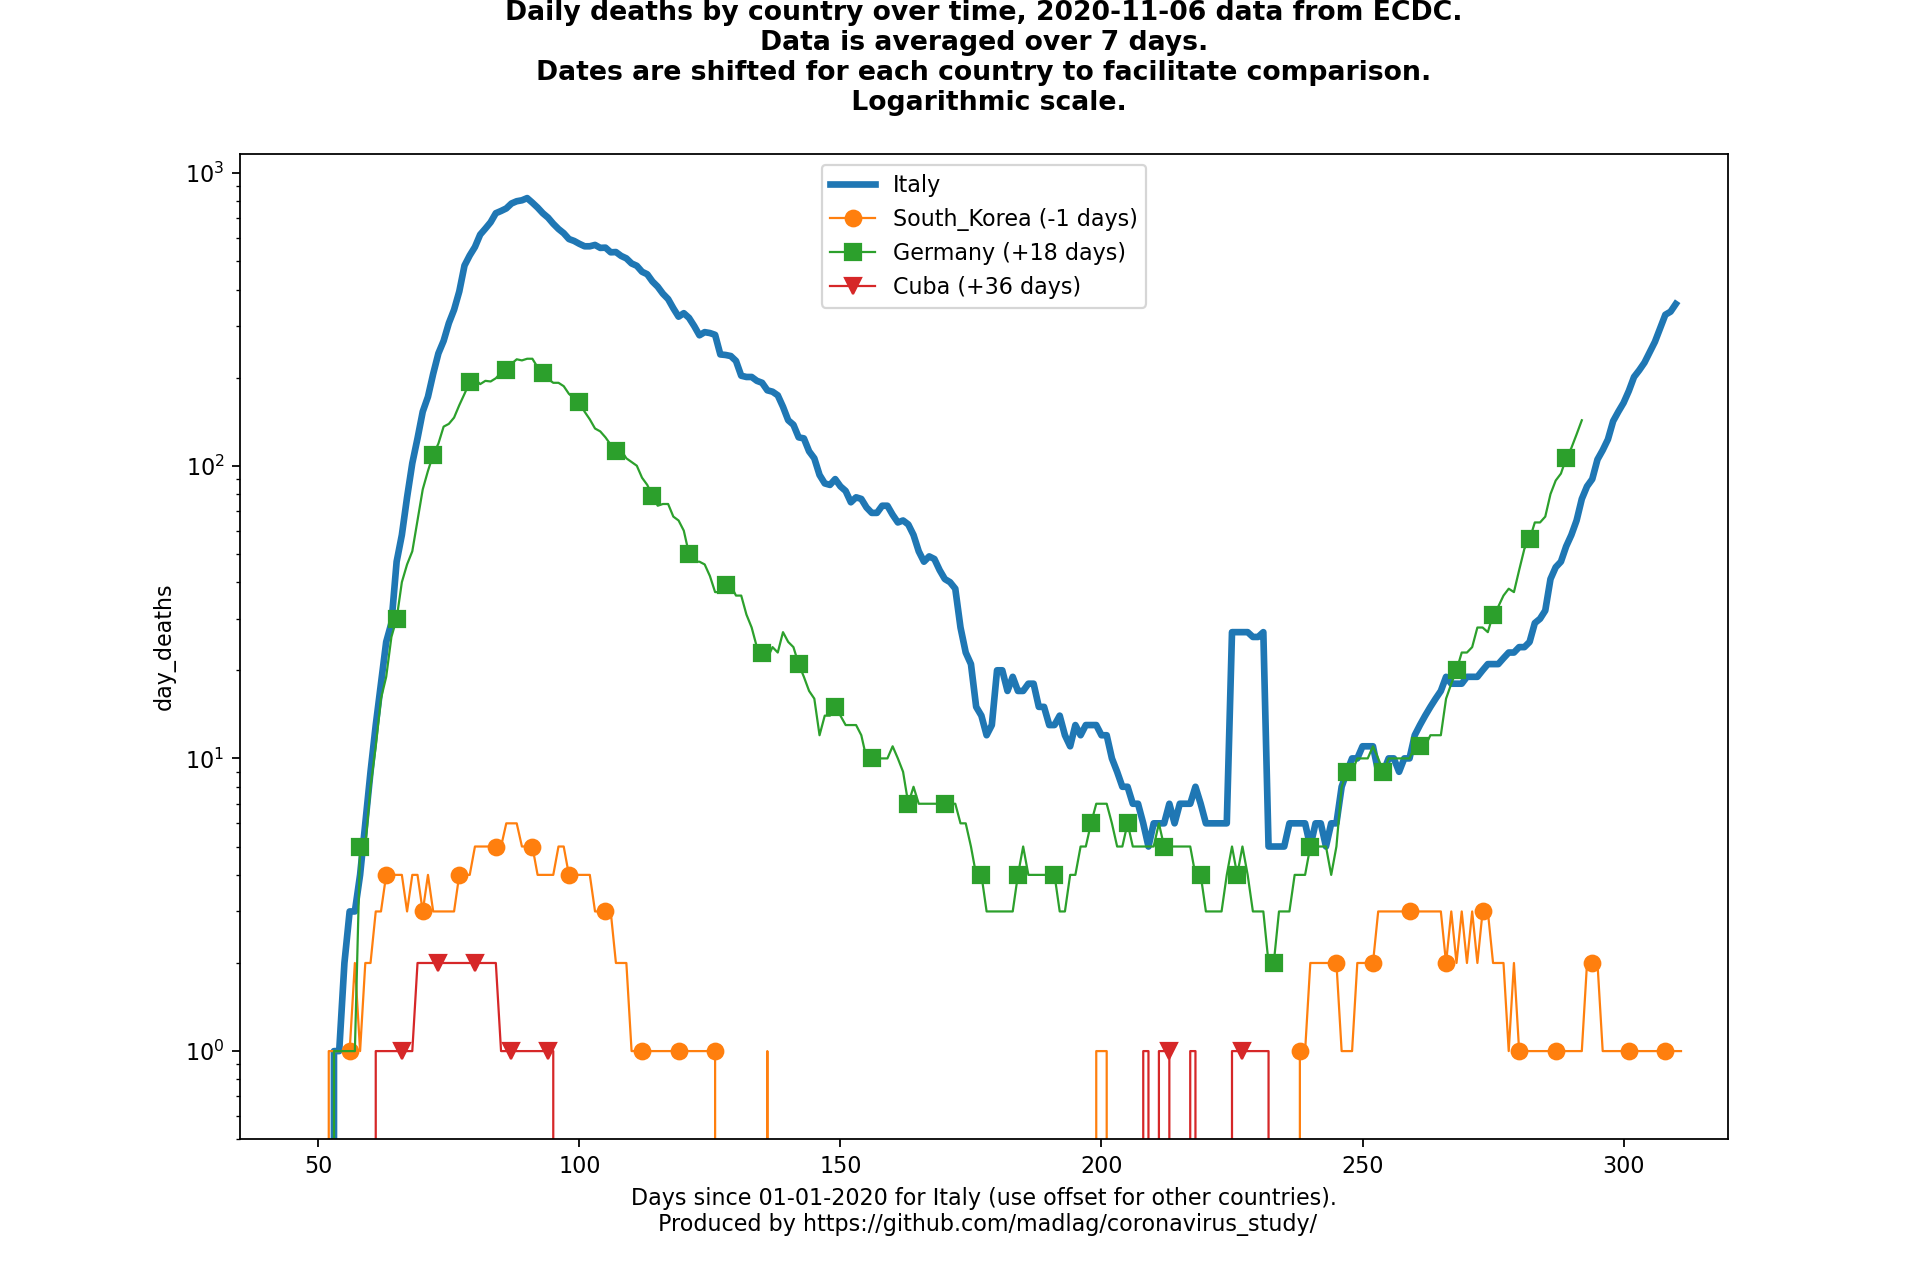 Daily deaths by country over time, 2020-11-06 data from ECDC.
Data is averaged over 7 days.
Dates are shifted for each country to facilitate comparison.
Logarithmic scale.
10³
Italy
South_Korea (-1 days)
Germany (+18 days)
Cuba (+36 days)
10²
day_deaths
10¹
10⁰
50 100 150 200 250 300
Days since 01-01-2020 for Italy (use offset for other countries).
Produced by https://github.com/madlag/coronavirus_study/